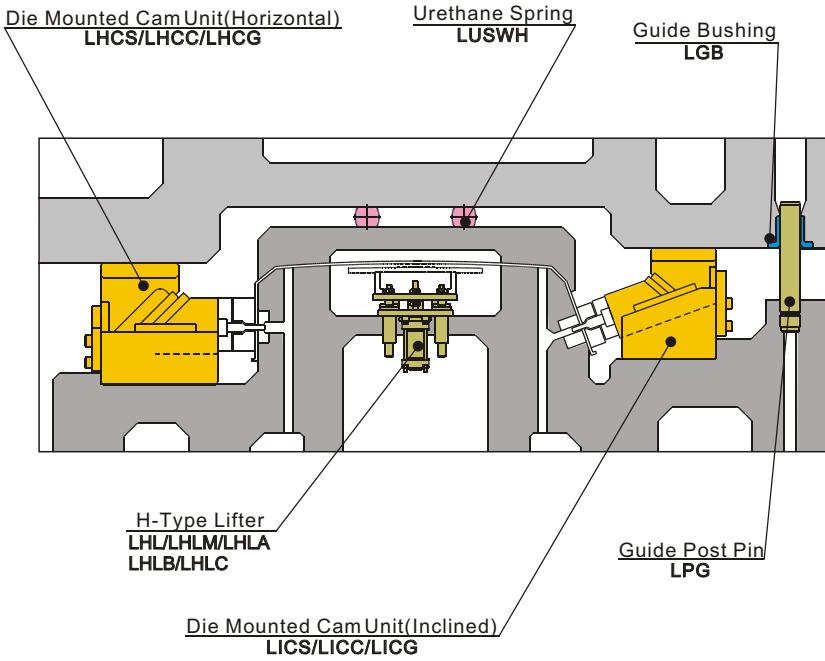 Die Mounted Cam Unit(Horizontal)
LHCS/LHCC/LHCG
Urethane Spring
LUSWH
Guide Bushing
LGB
H-Type Lifter
LHL/LHLM/LHLA
LHLB/LHLC
Guide Post Pin
LPG
Die Mounted Cam Unit(Inclined)
LICS/LICC/LICG